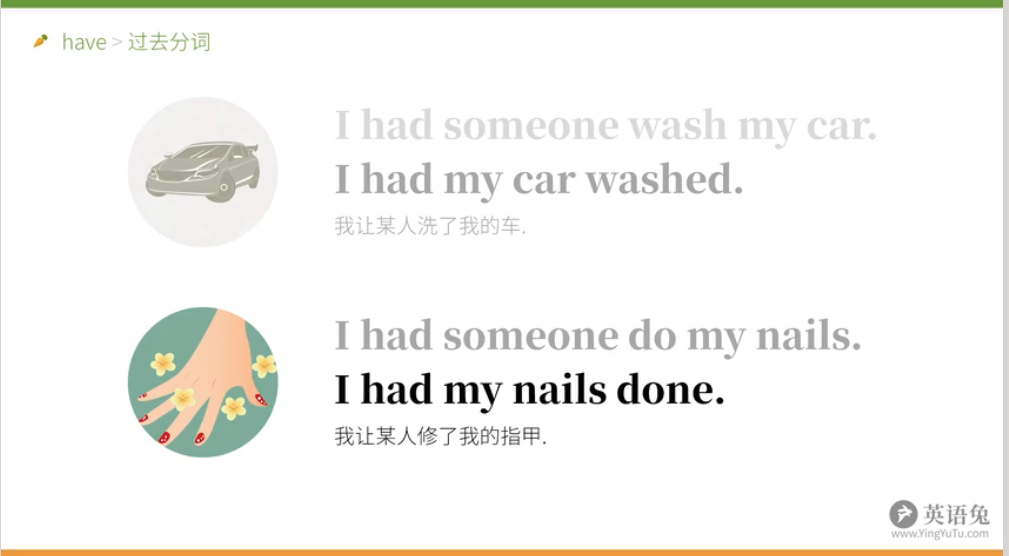 have > 过去分词
I had someone wash my car.
I had my car washed.
我让某人洗了我的车.
I had someone do my nails.
I had my nails done.
我让某人修了我的指甲.
英语兔
www.YingYuTu.com